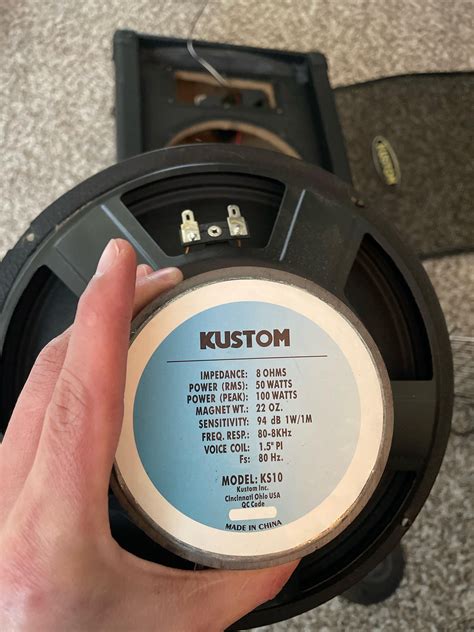 KUSTOM
KUSTOM
IMPEDANCE: 8 OHMS
POWER (RMS): 50 WATTS
POWER (PEAK): 100 WATTS
MAGNET WT.: 22 OZ.
SENSITIVITY: 94 dB 1W/1M
FREQ. RESP.: 80-8KHz
VOICE COIL: 1.5" PI
Fs: 80 Hz.
MODEL: KS10
Kustom Inc.
Cincinnati Ohio USA
QC Code
MADE IN CHINA